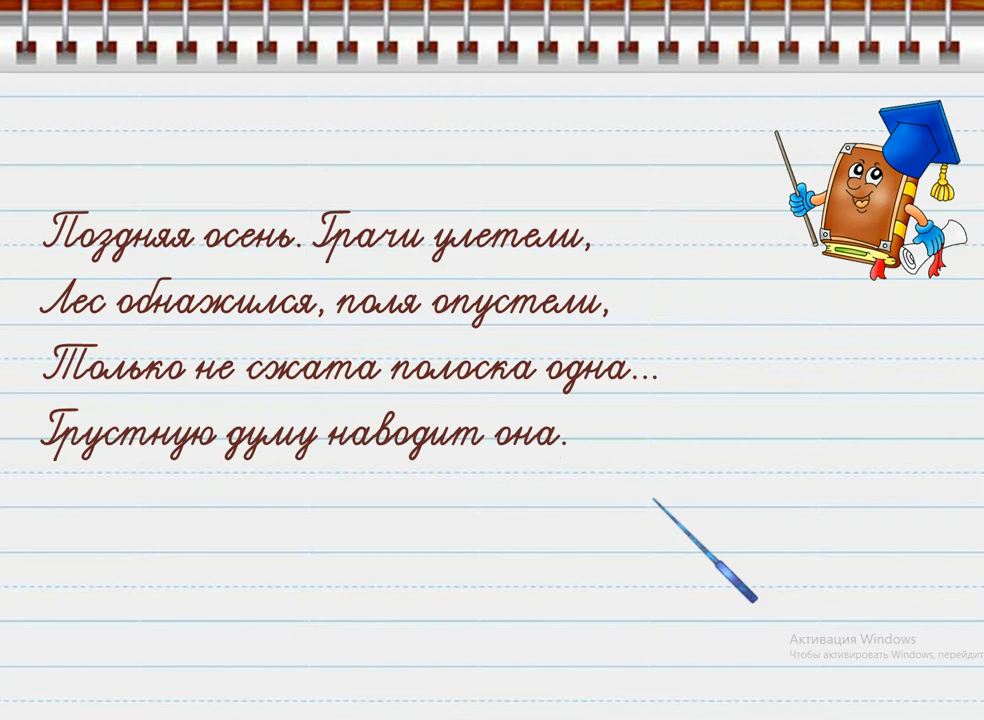 Поздняя осень. Грачи улетели,
Лес обнажился, поля опустели,
Только не сжата полоска одна...
Грустную думу наводит она.
Активация Windows
Чтобы активировать Windows, перейдит